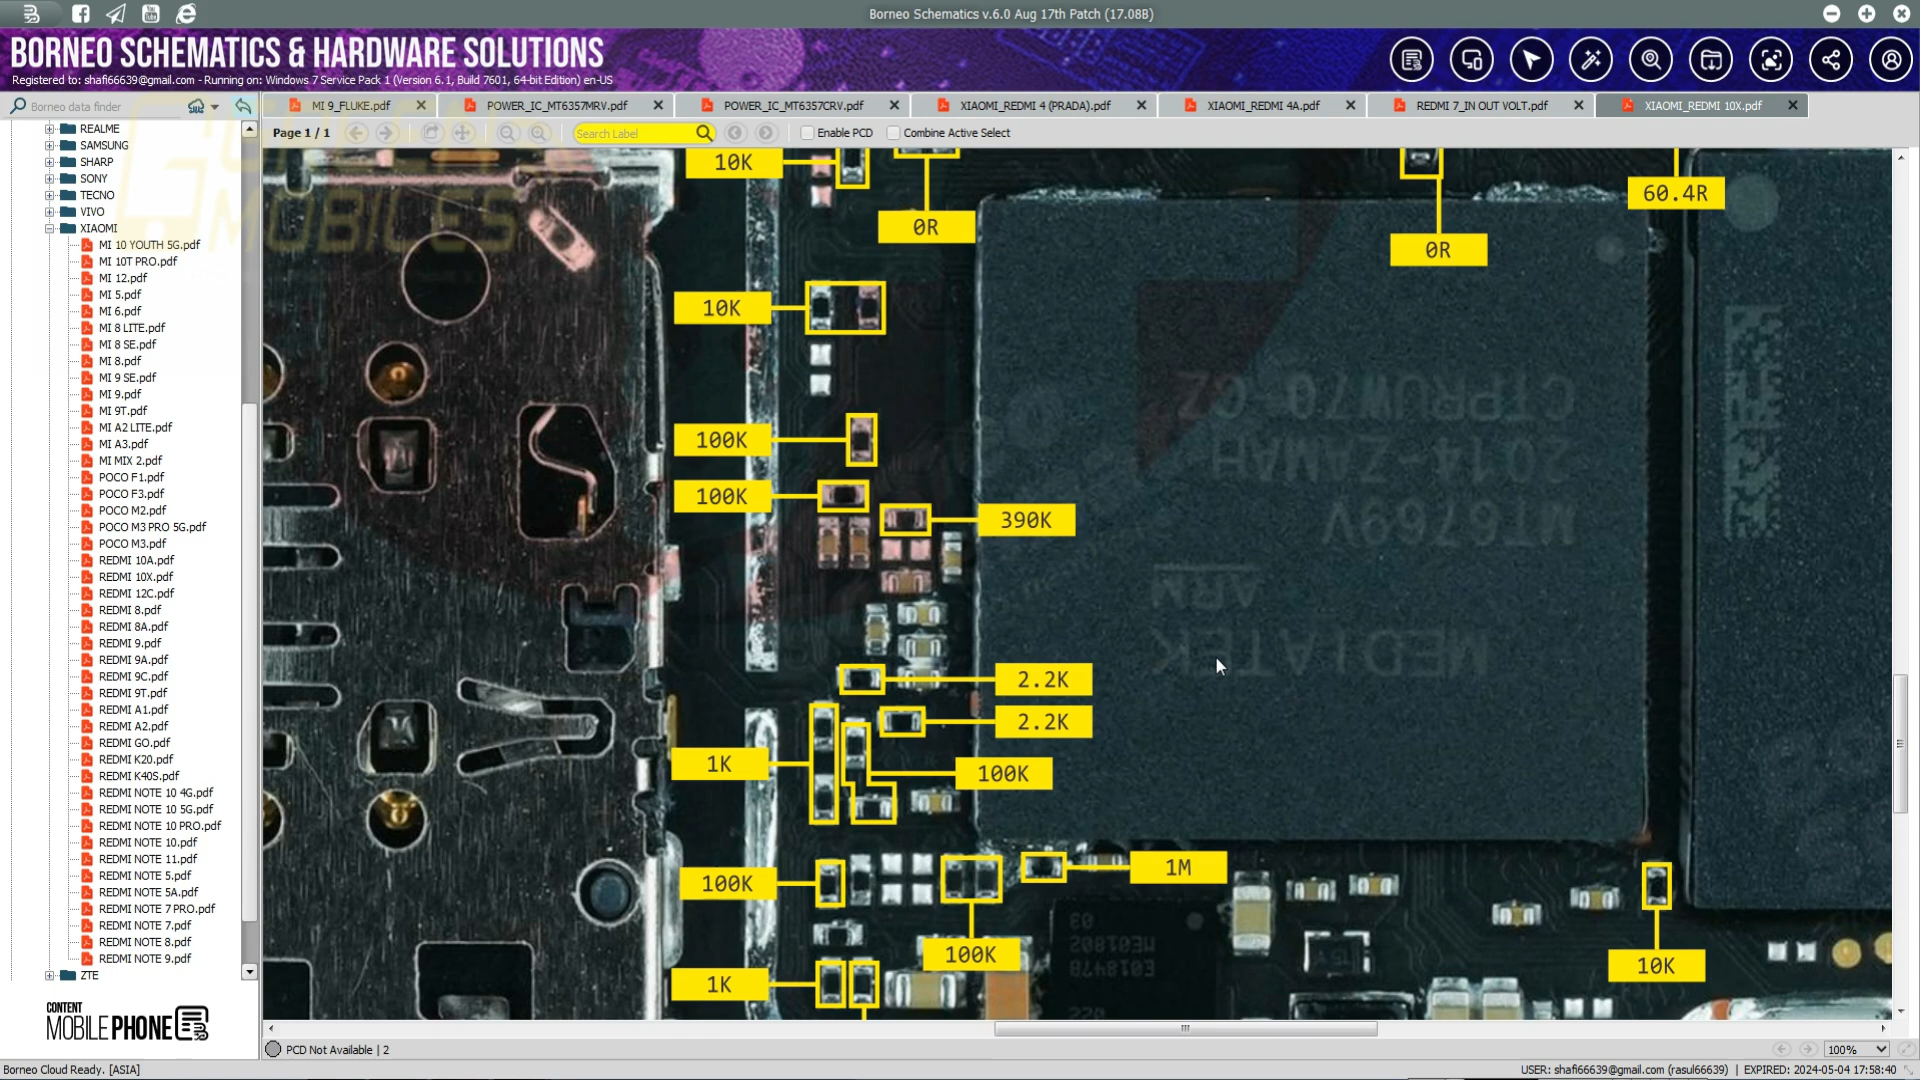 Borneo Schematics v.6.0 Aug 17th Patch (17.08B)
BORNEO SCHEMATICS & HARDWARE SOLUTIONS
Registered to: shafi66639@gmail.com - Running on: Windows 7 Service Pack 1 (Version 6.1, Build 7601, 64-bit Edition) en-US
Borneo data finder
MI 9_FLUKE.pdf
POWER_IC_MT6357MRV.pdf
POWER_IC_MT6357CRV.pdf
XIAOMI_REDMI 4 (PRADA).pdf
XIAOMI_REDMI 4A.pdf
REDMI 7_IN OUT VOLT.pdf
XIAOMI_REDMI 10X.pdf
Page 1 / 1
Search Label
Enable PCD
Combine Active Select
REALME
SAMSUNG
SHARP
SONY
TECNO
VIVO
XIAOMI
MI 10 YOUTH 5G.pdf
MI 10T PRO.pdf
MI 12.pdf
MI 5.pdf
MI 6.pdf
MI 8 LITE.pdf
MI 8 SE.pdf
MI 8.pdf
MI 9 SE.pdf
MI 9.pdf
MI 9T.pdf
MI A2 LITE.pdf
MI A3.pdf
MI MIX 2.pdf
POCO F1.pdf
POCO F3.pdf
POCO M2.pdf
POCO M3 PRO 5G.pdf
POCO M3.pdf
REDMI 10A.pdf
REDMI 10X.pdf
REDMI 12C.pdf
REDMI 8.pdf
REDMI 8A.pdf
REDMI 9.pdf
REDMI 9A.pdf
REDMI 9C.pdf
REDMI 9T.pdf
REDMI A1.pdf
REDMI A2.pdf
REDMI GO.pdf
REDMI K20.pdf
REDMI K40S.pdf
REDMI NOTE 10 4G.pdf
REDMI NOTE 10 5G.pdf
REDMI NOTE 10 PRO.pdf
REDMI NOTE 10.pdf
REDMI NOTE 11.pdf
REDMI NOTE 5.pdf
REDMI NOTE 5A.pdf
REDMI NOTE 7 PRO.pdf
REDMI NOTE 7.pdf
REDMI NOTE 8.pdf
REDMI NOTE 9.pdf
ZTE
MOBILES
CONTENT
MOBILEPHONE
10K
0R
0R
60.4R
10K
100K
100K
390K
2.2K
2.2K
1K
100K
100K
1M
100K
1K
10K
ARM
MEDIATEK
PCD Not Available | 2
100%
Borneo Cloud Ready. [ASIA]
USER: shafi66639@gmail.com (rasul66639) | EXPIRED: 2024-05-04 17:58:40